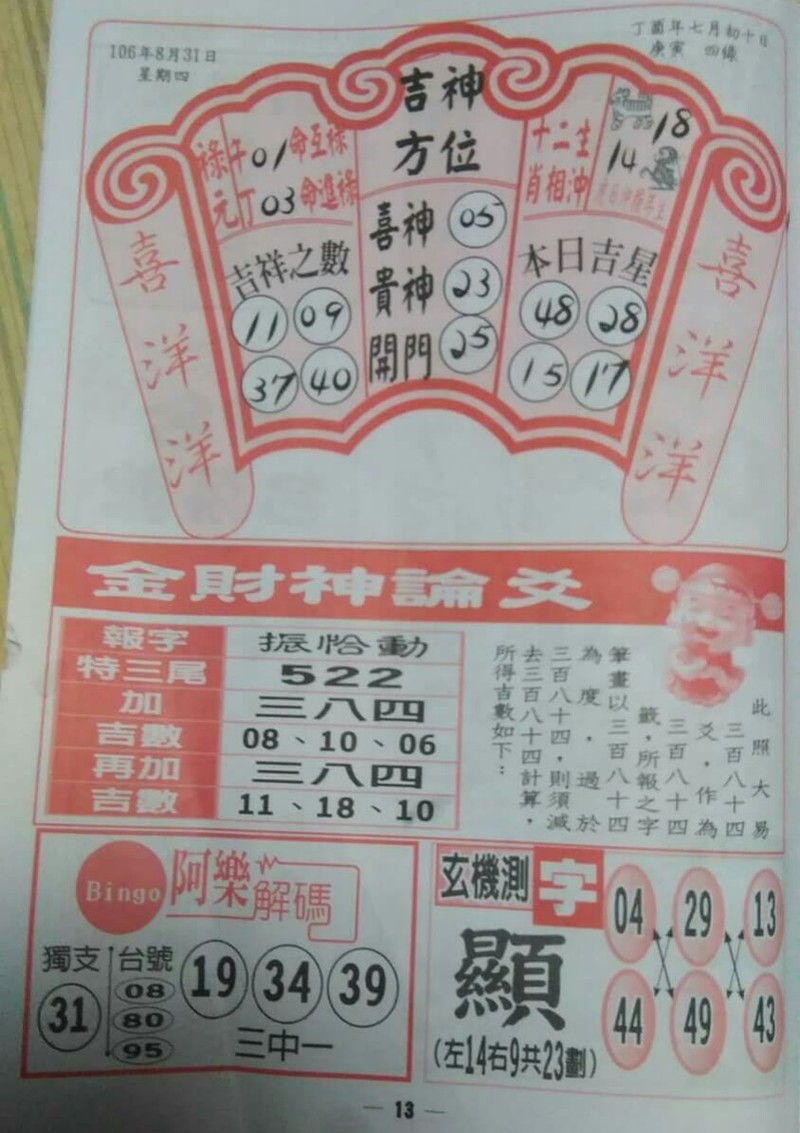 106年8月31日
星期四
丁酉年七月初十日
庚寅 四綠
吉神
方位
祿元
午 01 命互祿
丁 03 命進祿
喜神 05
貴神 23
開門 25
十二生
肖相沖
18
14
吉祥之數
11 09
37 40
本日吉星
48 28
15 17
喜洋洋
喜洋洋
金財神論爻
報字 振恰動
特三尾 522
加 三八四
吉數 08、10、06
再加 三八四
吉數 11、18、10
此照大易
三百八十四
爻,作為
三百八十四
籤,所報之字
筆畫以三百八十四
為度,過於
三百八十四,則須減
去三百八十四計算,
所得吉數如下:
Bingo 阿樂解碼
獨支 31
台號 08 80 95
19 34 39
三中一
玄機測字
顯
(左14右9共23劃)
04 29 13
44 49 43
— 13 —